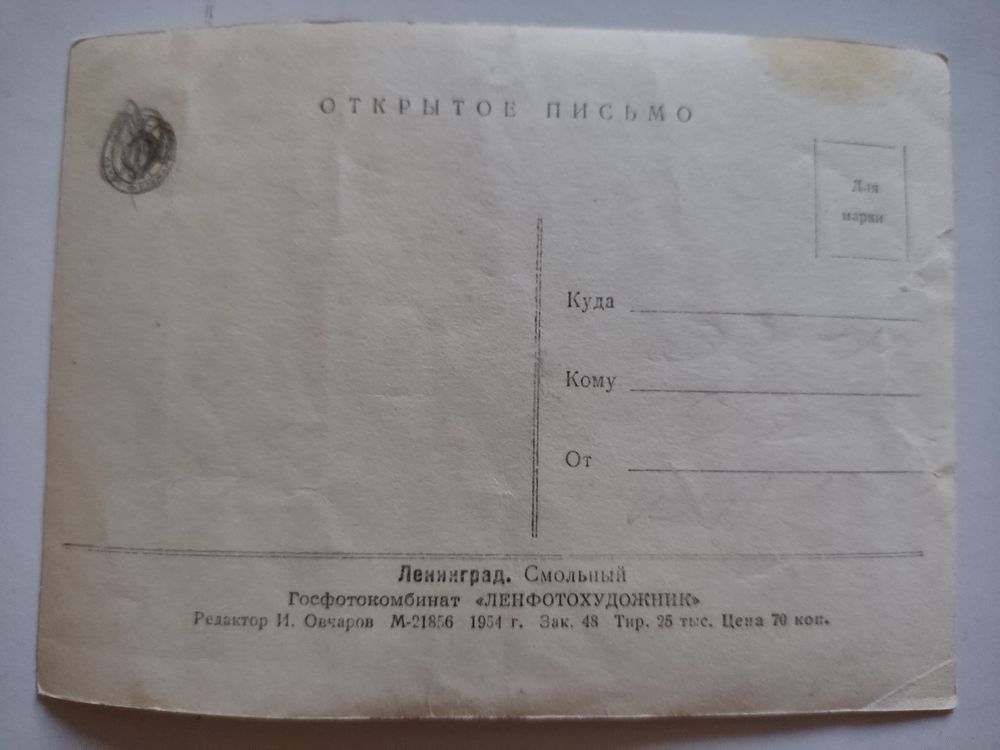 ОТКРЫТОЕ ПИСЬМО
Для
марки
Куда
Кому
От
Ленинград. Смольный
Госфотокомбинат «ЛЕНФОТОХУДОЖНИК»
Редактор И. Овчаров М-21856 1954 г. Зак. 48 Тир. 25 тыс. Цена 70 коп.